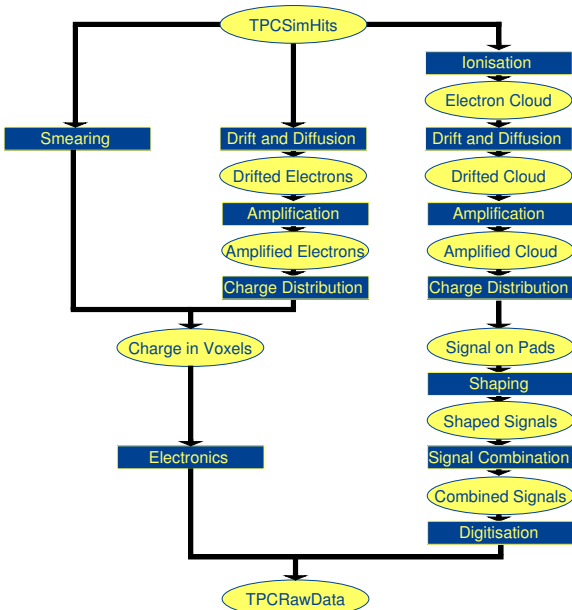 TPCSimHits
Ionisation
Electron Cloud
Smearing
Drift and Diffusion
Drift and Diffusion
Drifted Electrons
Drifted Cloud
Amplification
Amplification
Amplified Electrons
Amplified Cloud
Charge Distribution
Charge Distribution
Charge in Voxels
Signal on Pads
Shaping
Shaped Signals
Electronics
Signal Combination
Combined Signals
Digitisation
TPCRawData